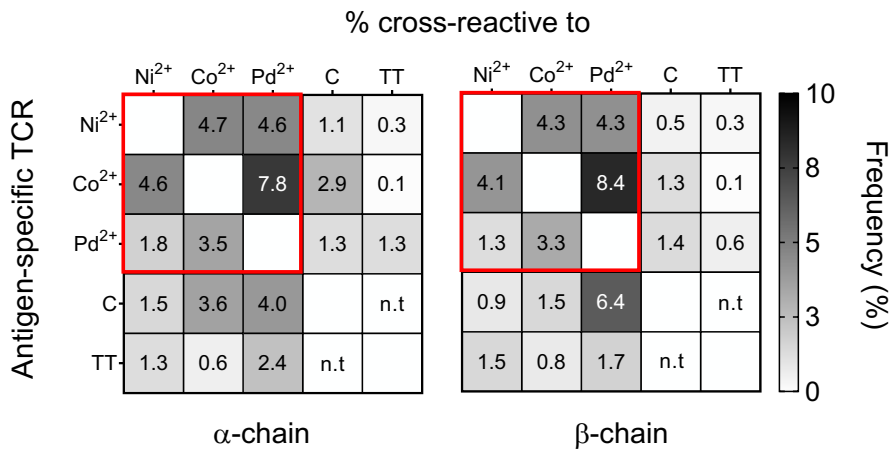 % cross-reactive to
Ni²⁺ Co²⁺ Pd²⁺ C TT
Ni²⁺ Co²⁺ Pd²⁺ C TT
Antigen-specific TCR
Ni²⁺ 4.7 4.6 1.1 0.3
Co²⁺ 4.6 7.8 2.9 0.1
Pd²⁺ 1.8 3.5 1.3 1.3
C 1.5 3.6 4.0 n.t
TT 1.3 0.6 2.4 n.t
α-chain
4.3 4.3 0.5 0.3
4.1 8.4 1.3 0.1
1.3 3.3 1.4 0.6
0.9 1.5 6.4 n.t
1.5 0.8 1.7 n.t
β-chain
10
8
5
3
0
Frequency (%)